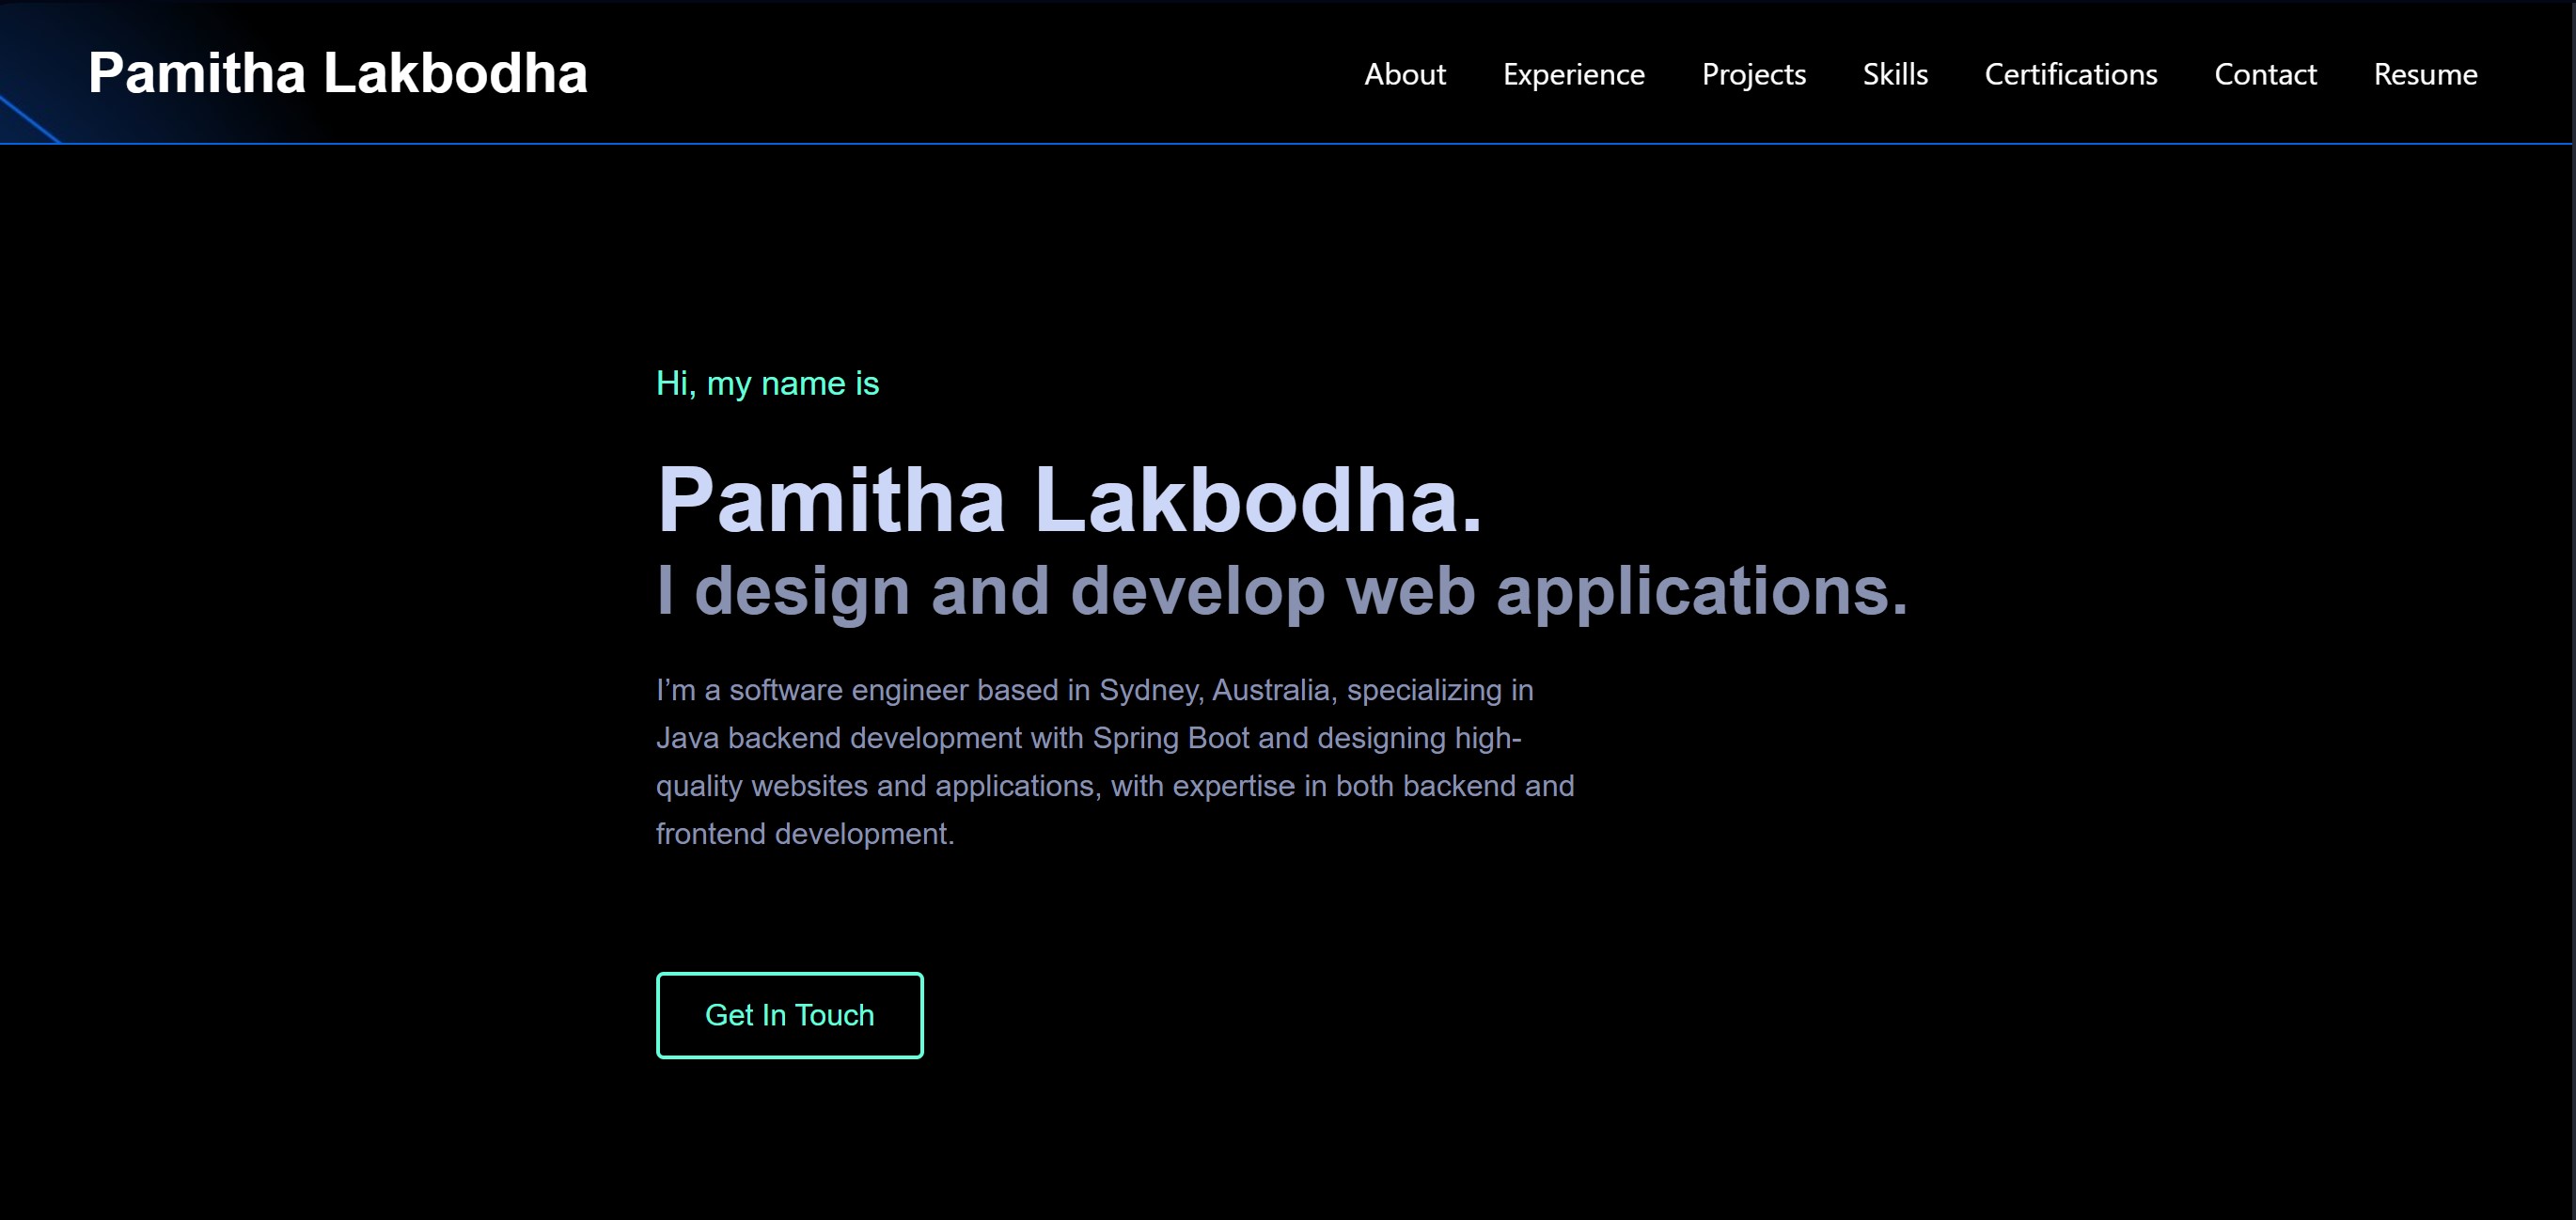 Pamitha Lakbodha
About Experience Projects Skills Certifications Contact Resume
Hi, my name is
Pamitha Lakbodha.
I design and develop web applications.
I’m a software engineer based in Sydney, Australia, specializing in
Java backend development with Spring Boot and designing high-
quality websites and applications, with expertise in both backend and
frontend development.
Get In Touch